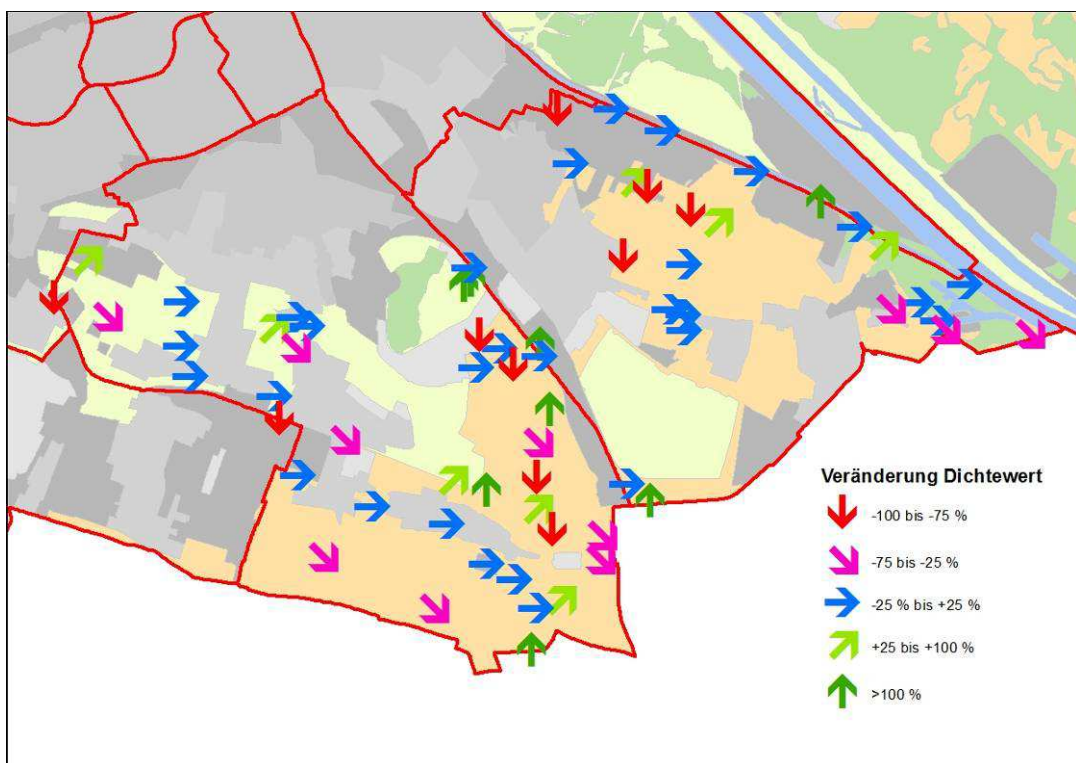 Veränderung Dichtewert
-100 bis -75 %
-75 bis -25 %
-25 % bis +25 %
+25 bis +100 %
>100 %